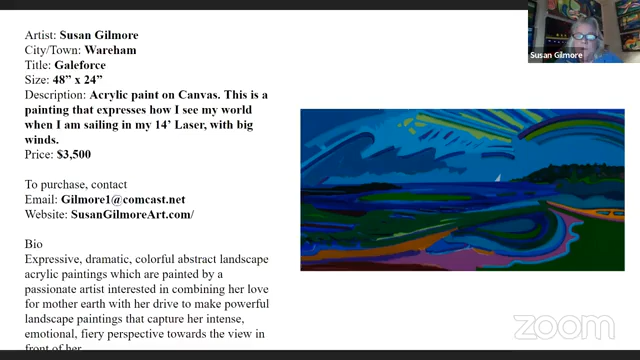 Artist: Susan Gilmore
City/Town: Wareham
Title: Galeforce
Size: 48” x 24”
Description: Acrylic paint on Canvas. This is a
painting that expresses how I see my world
when I am sailing in my 14’ Laser, with big
winds.
Price: $3,500
To purchase, contact
Email: Gilmore1@comcast.net
Website: SusanGilmoreArt.com/
Bio
Expressive, dramatic, colorful abstract landscape
acrylic paintings which are painted by a
passionate artist interested in combining her love
for mother earth with her drive to make powerful
landscape paintings that capture her intense,
emotional, fiery perspective towards the view in
front of her
Susan Gilmore
zoom